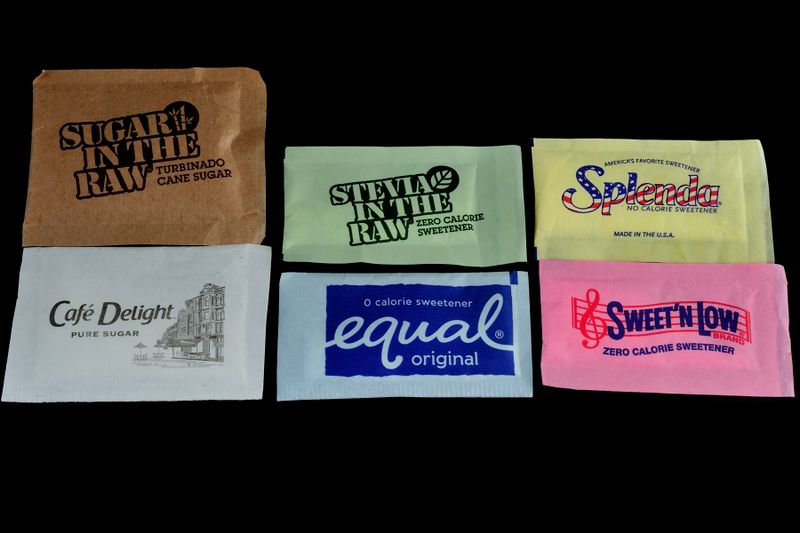 SUGAR
IN THE
RAW
TURBINADO
CANE SUGAR
STEVIA
IN THE
RAW
ZERO CALORIE
SWEETENER
AMERICA'S FAVORITE SWEETENER
Splenda®
NO CALORIE SWEETENER
MADE IN THE U.S.A.
Café Delight
PURE SUGAR
0 calorie sweetener
equal®
original
SWEET'N LOW®
BRAND
ZERO CALORIE SWEETENER